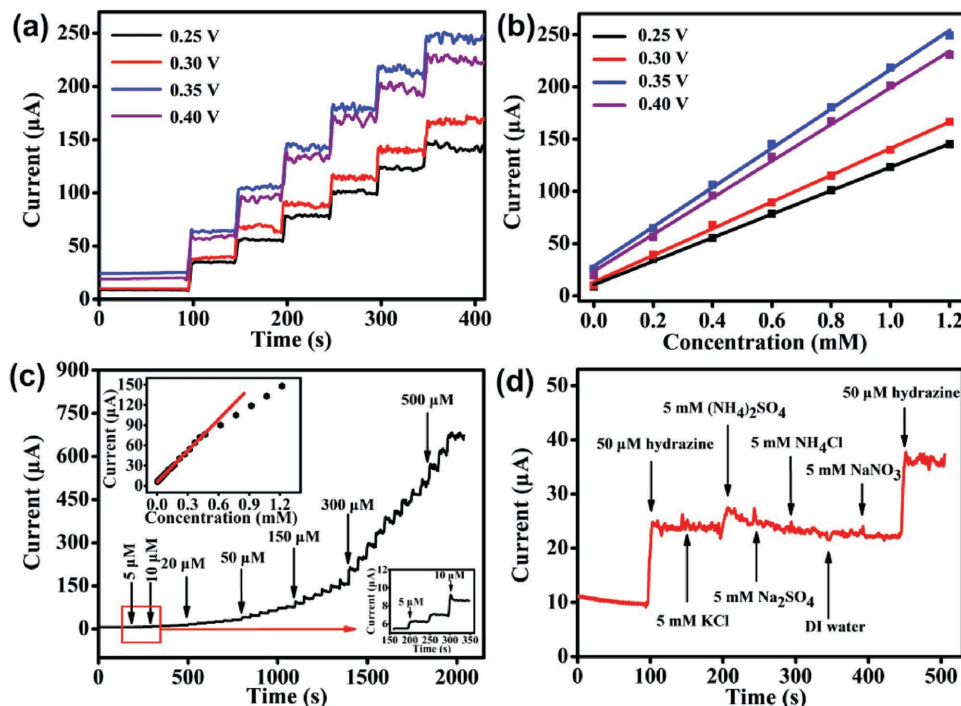 (a)
0.25 V
0.30 V
0.35 V
0.40 V
Current (µA)
250
200
150
100
50
0
0 100 200 300 400
Time (s)
(b)
0.25 V
0.30 V
0.35 V
0.40 V
Current (µA)
250
200
150
100
50
0
0.0 0.2 0.4 0.6 0.8 1.0 1.2
Concentration (mM)
(c)
Current (µA)
900
750
600
450
300
150
0
0 500 1000 1500 2000
Time (s)
Current (µA)
150
120
90
60
30
0
0.0 0.3 0.6 0.9 1.2
Concentration (mM)
5 µM
10 µM
20 µM
50 µM
150 µM
300 µM
500 µM
Current (µA)
12
10
8
6
5 µM
10 µM
150 200 250 300 350
Time (s)
(d)
Current (µA)
50
40
30
20
10
0
0 100 200 300 400 500
Time (s)
50 µM hydrazine
5 mM (NH4)2SO4
5 mM NH4Cl
5 mM NaNO3
50 µM hydrazine
5 mM KCl
5 mM Na2SO4
DI water